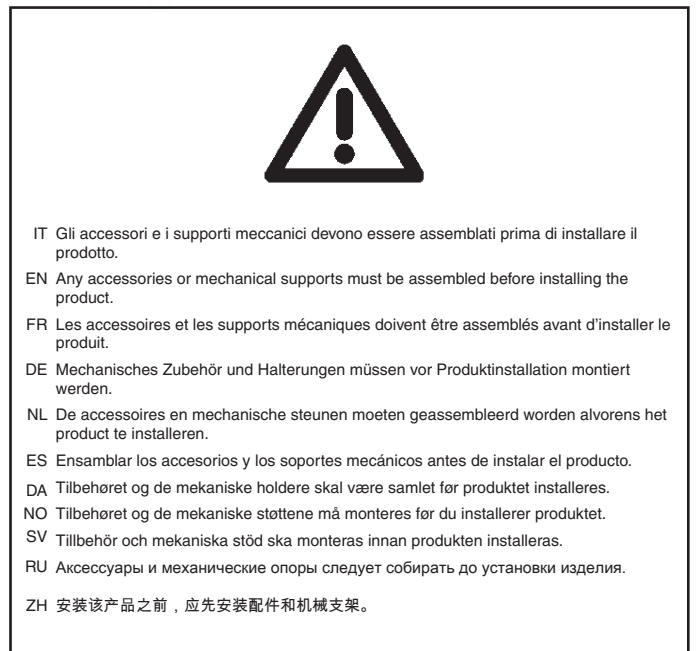 IT Gli accessori e i supporti meccanici devono essere assemblati prima di installare il
prodotto.
EN Any accessories or mechanical supports must be assembled before installing the
product.
FR Les accessoires et les supports mécaniques doivent être assemblés avant d’installer le
produit.
DE Mechanisches Zubehör und Halterungen müssen vor Produktinstallation montiert
werden.
NL De accessoires en mechanische steunen moeten geassembleerd worden alvorens het
product te installeren.
ES Ensamblar los accesorios y los soportes mecánicos antes de instalar el producto.
DA Tilbehøret og de mekaniske holdere skal være samlet før produktet installeres.
NO Tilbehøret og de mekaniske støttene må monteres før du installerer produktet.
SV Tillbehör och mekaniska stöd ska monteras innan produkten installeras.
RU Аксессуары и механические опоры следует собирать до установки изделия.
ZH 安装该产品之前，应先安装配件和机械支架。